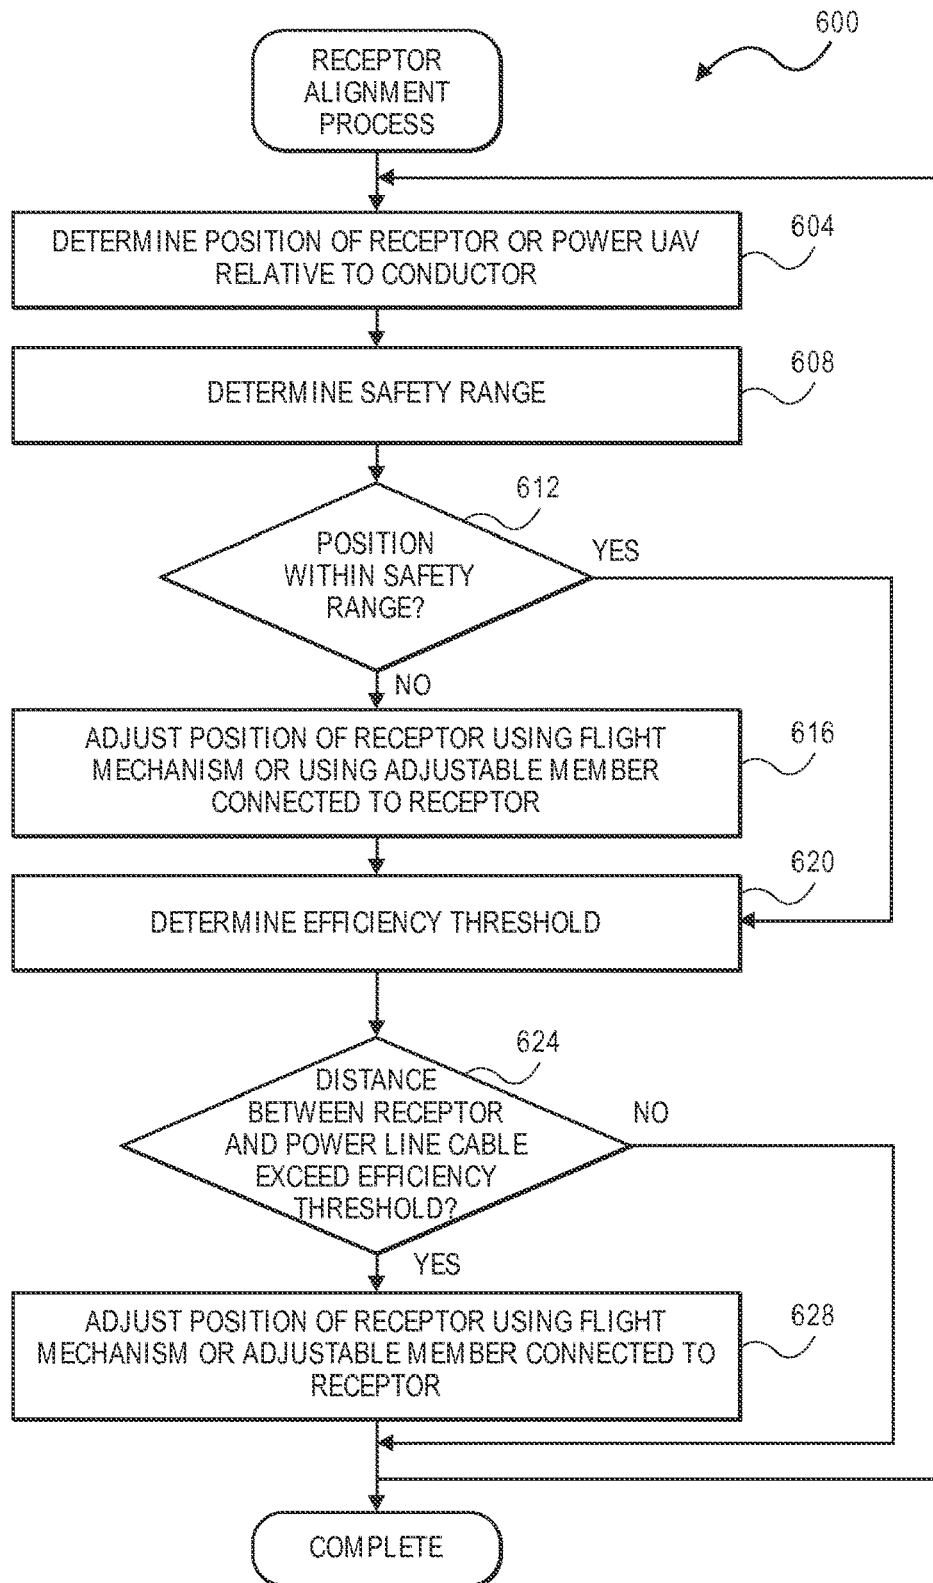 600
RECEPTOR
ALIGNMENT
PROCESS
DETERMINE POSITION OF RECEPTOR OR POWER UAV
RELATIVE TO CONDUCTOR
604
DETERMINE SAFETY RANGE
608
612
POSITION
WITHIN SAFETY
RANGE?
YES
NO
ADJUST POSITION OF RECEPTOR USING FLIGHT
MECHANISM OR USING ADJUSTABLE MEMBER
CONNECTED TO RECEPTOR
616
DETERMINE EFFICIENCY THRESHOLD
620
624
DISTANCE
BETWEEN RECEPTOR
AND POWER LINE CABLE
EXCEED EFFICIENCY
THRESHOLD?
NO
YES
ADJUST POSITION OF RECEPTOR USING FLIGHT
MECHANISM OR ADJUSTABLE MEMBER CONNECTED TO
RECEPTOR
628
COMPLETE